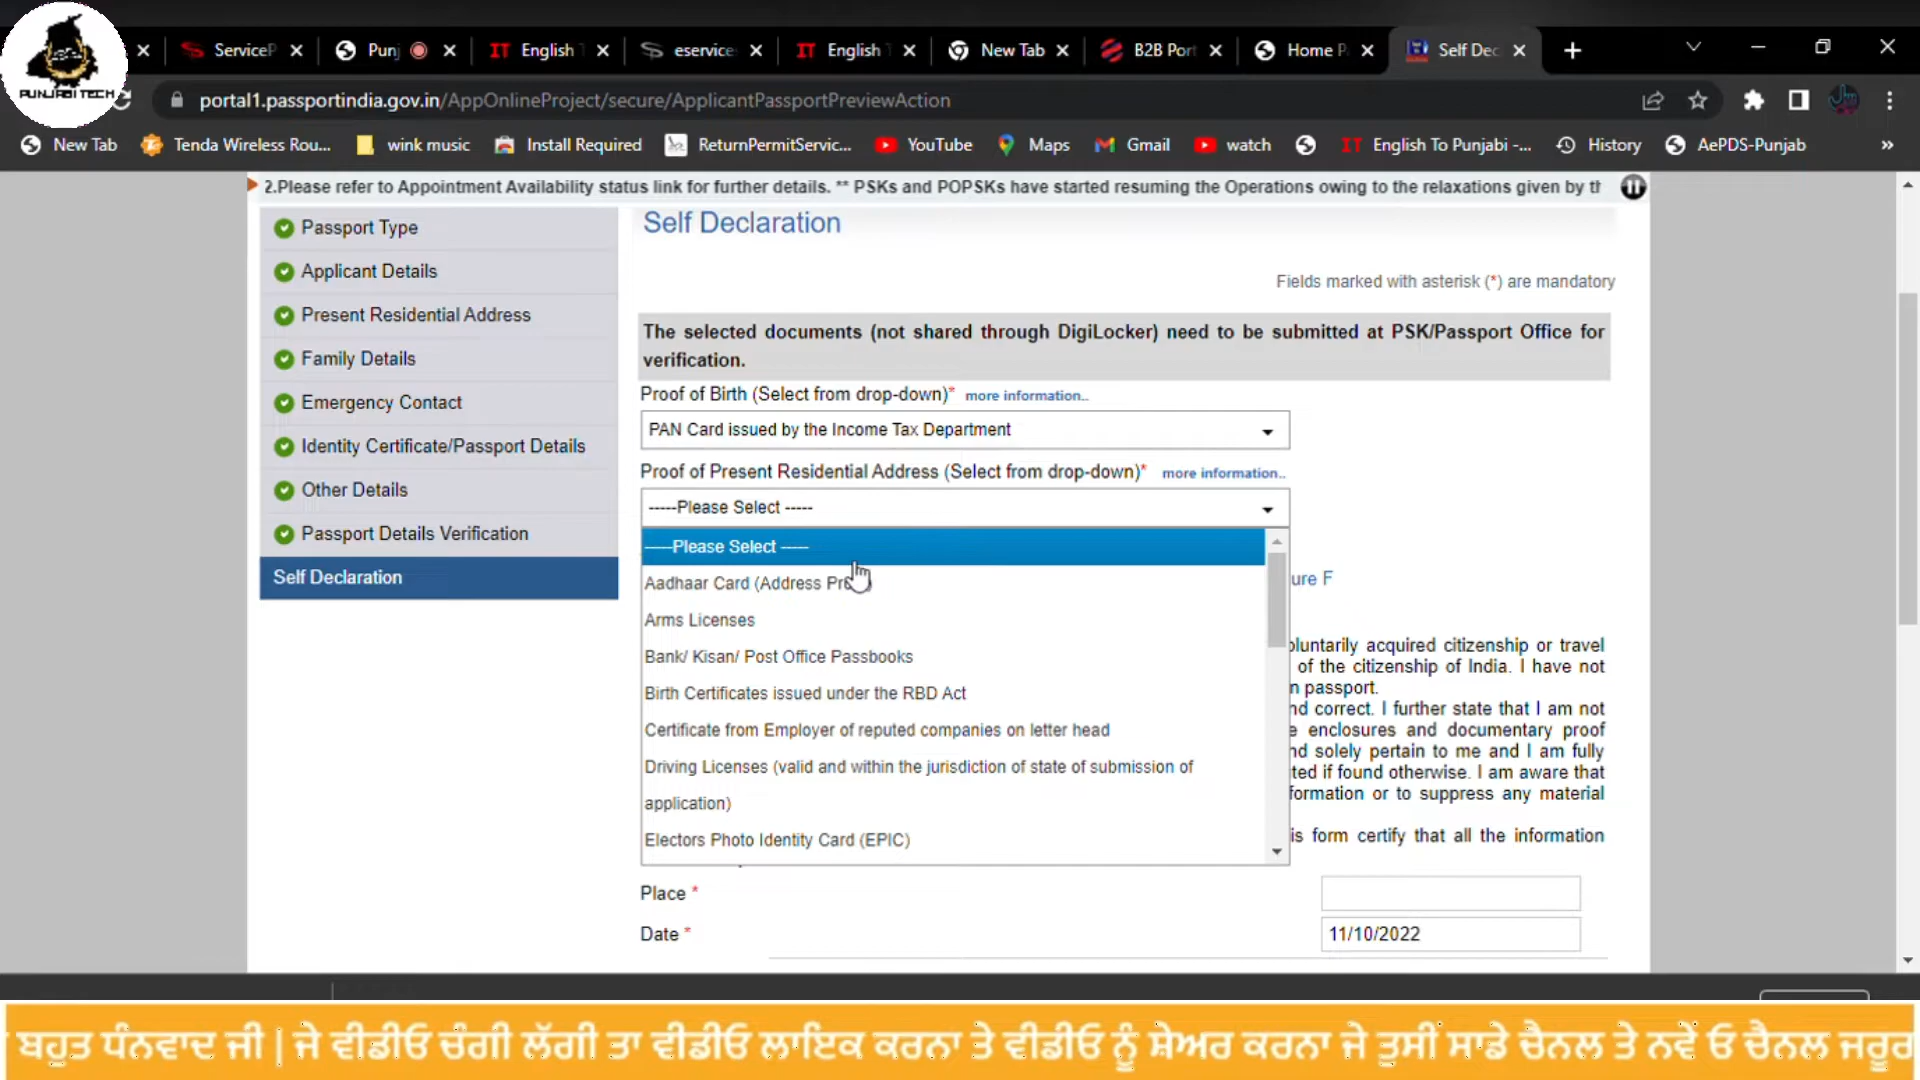 PUNJABI TECH
ServiceP
Punj
English T
eservice
English T
New Tab
B2B Port
Home P
Self Dec
portal1.passportindia.gov.in/AppOnlineProject/secure/ApplicantPassportPreviewAction
New Tab
Tenda Wireless Rou...
wink music
Install Required
ReturnPermitServic...
YouTube
Maps
Gmail
watch
English To Punjabi -...
History
AePDS-Punjab
»
2.Please refer to Appointment Availability status link for further details. ** PSKs and POPSKs have started resuming the Operations owing to the relaxations given by th
Passport Type
Applicant Details
Present Residential Address
Family Details
Emergency Contact
Identity Certificate/Passport Details
Other Details
Passport Details Verification
Self Declaration
Self Declaration
Fields marked with asterisk (*) are mandatory
The selected documents (not shared through DigiLocker) need to be submitted at PSK/Passport Office for
verification.
Proof of Birth (Select from drop-down)* more information..
PAN Card issued by the Income Tax Department
Proof of Present Residential Address (Select from drop-down)* more information..
-----Please Select -----
-----Please Select -----
Aadhaar Card (Address Pr
ure F
Arms Licenses
Bank/ Kisan/ Post Office Passbooks
Birth Certificates issued under the RBD Act
Certificate from Employer of reputed companies on letter head
Driving Licenses (valid and within the jurisdiction of state of submission of
application)
Electors Photo Identity Card (EPIC)
oluntarily acquired citizenship or travel
of the citizenship of India. I have not
n passport.
nd correct. I further state that I am not
e enclosures and documentary proof
nd solely pertain to me and I am fully
ted if found otherwise. I am aware that
formation or to suppress any material
is form certify that all the information
Place *
Date *
11/10/2022
ਬਹੁਤ ਧੰਨਵਾਦ ਜੀ | ਜੇ ਵੀਡੀਓ ਚੰਗੀ ਲੱਗੀ ਤਾ ਵੀਡੀਓ ਲਾਇਕ ਕਰਨਾ ਤੇ ਵੀਡੀਓ ਨੂੰ ਸ਼ੇਅਰ ਕਰਨਾ ਜੇ ਤੁਸੀਂ ਸਾਡੇ ਚੈਨਲ ਤੇ ਨਵੇਂ ਓ ਚੈਨਲ ਜਰੂਰ